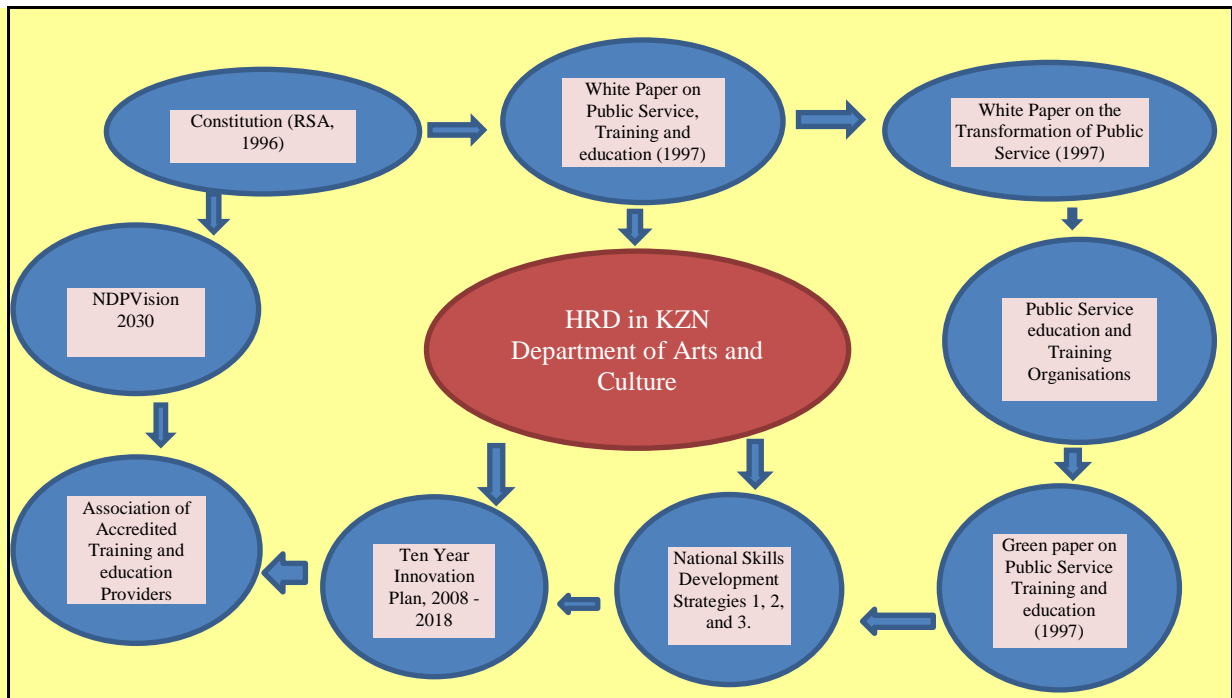 Constitution (RSA,
1996)
White Paper on
Public Service,
Training and
education (1997)
White Paper on the
Transformation of Public
Service (1997)
NDPVision
2030
HRD in KZN
Department of Arts and
Culture
Public Service
education and
Training
Organisations
Association of
Accredited
Training and
education
Providers
Ten Year
Innovation
Plan, 2008 -
2018
National Skills
Development
Strategies 1, 2,
and 3.
Green paper on
Public Service
Training and
education
(1997)